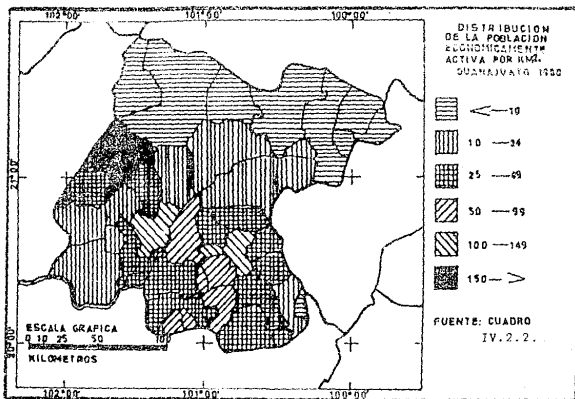 102°00'
101°00'
100°00'
DISTRIBUCION
DE LA POBLACION
ECONOMICAMENTE
ACTIVA POR KM2.
GUANAJUATO 1980
< 10
10 — 24
25 — 49
50 — 99
100 — 149
150 — >
FUENTE: CUADRO
IV.2.2.
21°00'
20°00'
ESCALA GRAFICA
0 10 25 50 100
KILOMETROS
102°00'
101°00'
100°00'